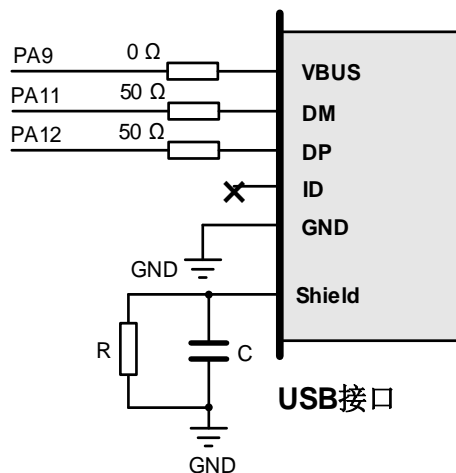 PA9 0 Ω VBUS
PA11 50 Ω DM
PA12 50 Ω DP
ID
GND
GND
Shield
R C
USB接口
GND